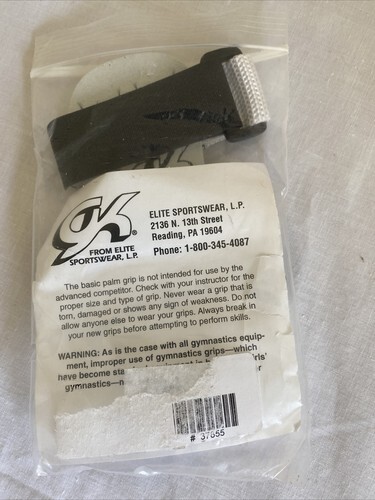 GK®
FROM ELITE
SPORTSWEAR, L.P.
ELITE SPORTSWEAR, L.P.
2136 N. 13th Street
Reading, PA 19604
Phone: 1-800-345-4087
The basic palm grip is not intended for use by the
advanced competitor. Check with your instructor for the
proper size and type of grip. Never wear a grip that is
torn, damaged or shows any sign of weakness. Do not
allow anyone else to wear your grips. Always break in
your new grips before attempting to perform skills.
WARNING: As is the case with all gymnastics equip-
ment, improper use of gymnastics grips—which
have become
gymnastics—
# 37655